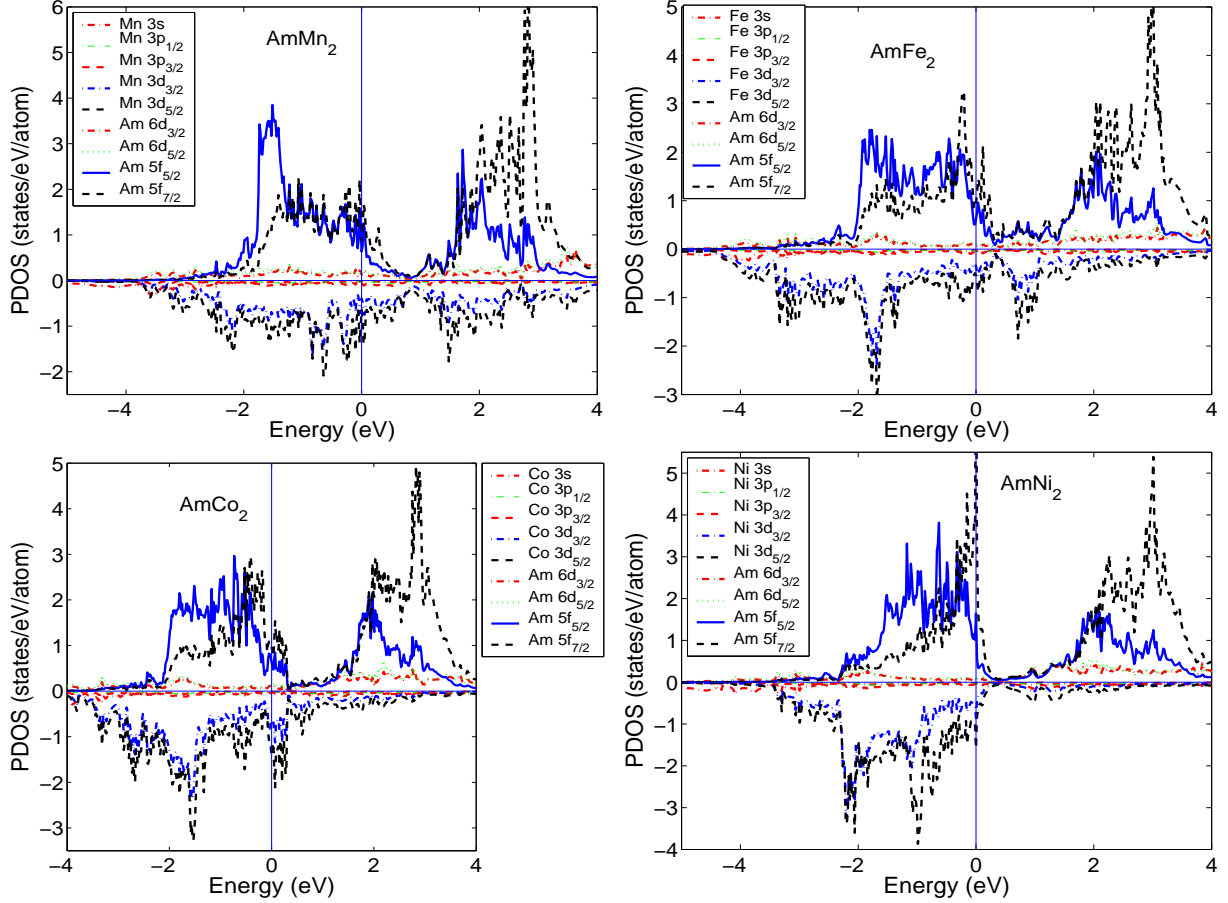 AmMn2
Mn 3s
Mn 3p1/2
Mn 3p3/2
Mn 3d3/2
Mn 3d5/2
Am 6d3/2
Am 6d5/2
Am 5f5/2
Am 5f7/2
PDOS (states/eV/atom)
6
5
4
3
2
1
0
−1
−2
−4
−2
0
2
4
Energy (eV)
AmFe2
Fe 3s
Fe 3p1/2
Fe 3p3/2
Fe 3d3/2
Fe 3d5/2
Am 6d3/2
Am 6d5/2
Am 5f5/2
Am 5f7/2
PDOS (states/eV/atom)
5
4
3
2
1
0
−1
−2
−3
−4
−2
0
2
4
Energy (eV)
AmCo2
Co 3s
Co 3p1/2
Co 3p3/2
Co 3d3/2
Co 3d5/2
Am 6d3/2
Am 6d5/2
Am 5f5/2
Am 5f7/2
PDOS (states/eV/atom)
5
4
3
2
1
0
−1
−2
−3
−4
−2
0
2
4
Energy (eV)
AmNi2
Ni 3s
Ni 3p1/2
Ni 3p3/2
Ni 3d3/2
Ni 3d5/2
Am 6d3/2
Am 6d5/2
Am 5f5/2
Am 5f7/2
PDOS (states/eV/atom)
5
4
3
2
1
0
−1
−2
−3
−4
−4
−2
0
2
4
Energy (eV)